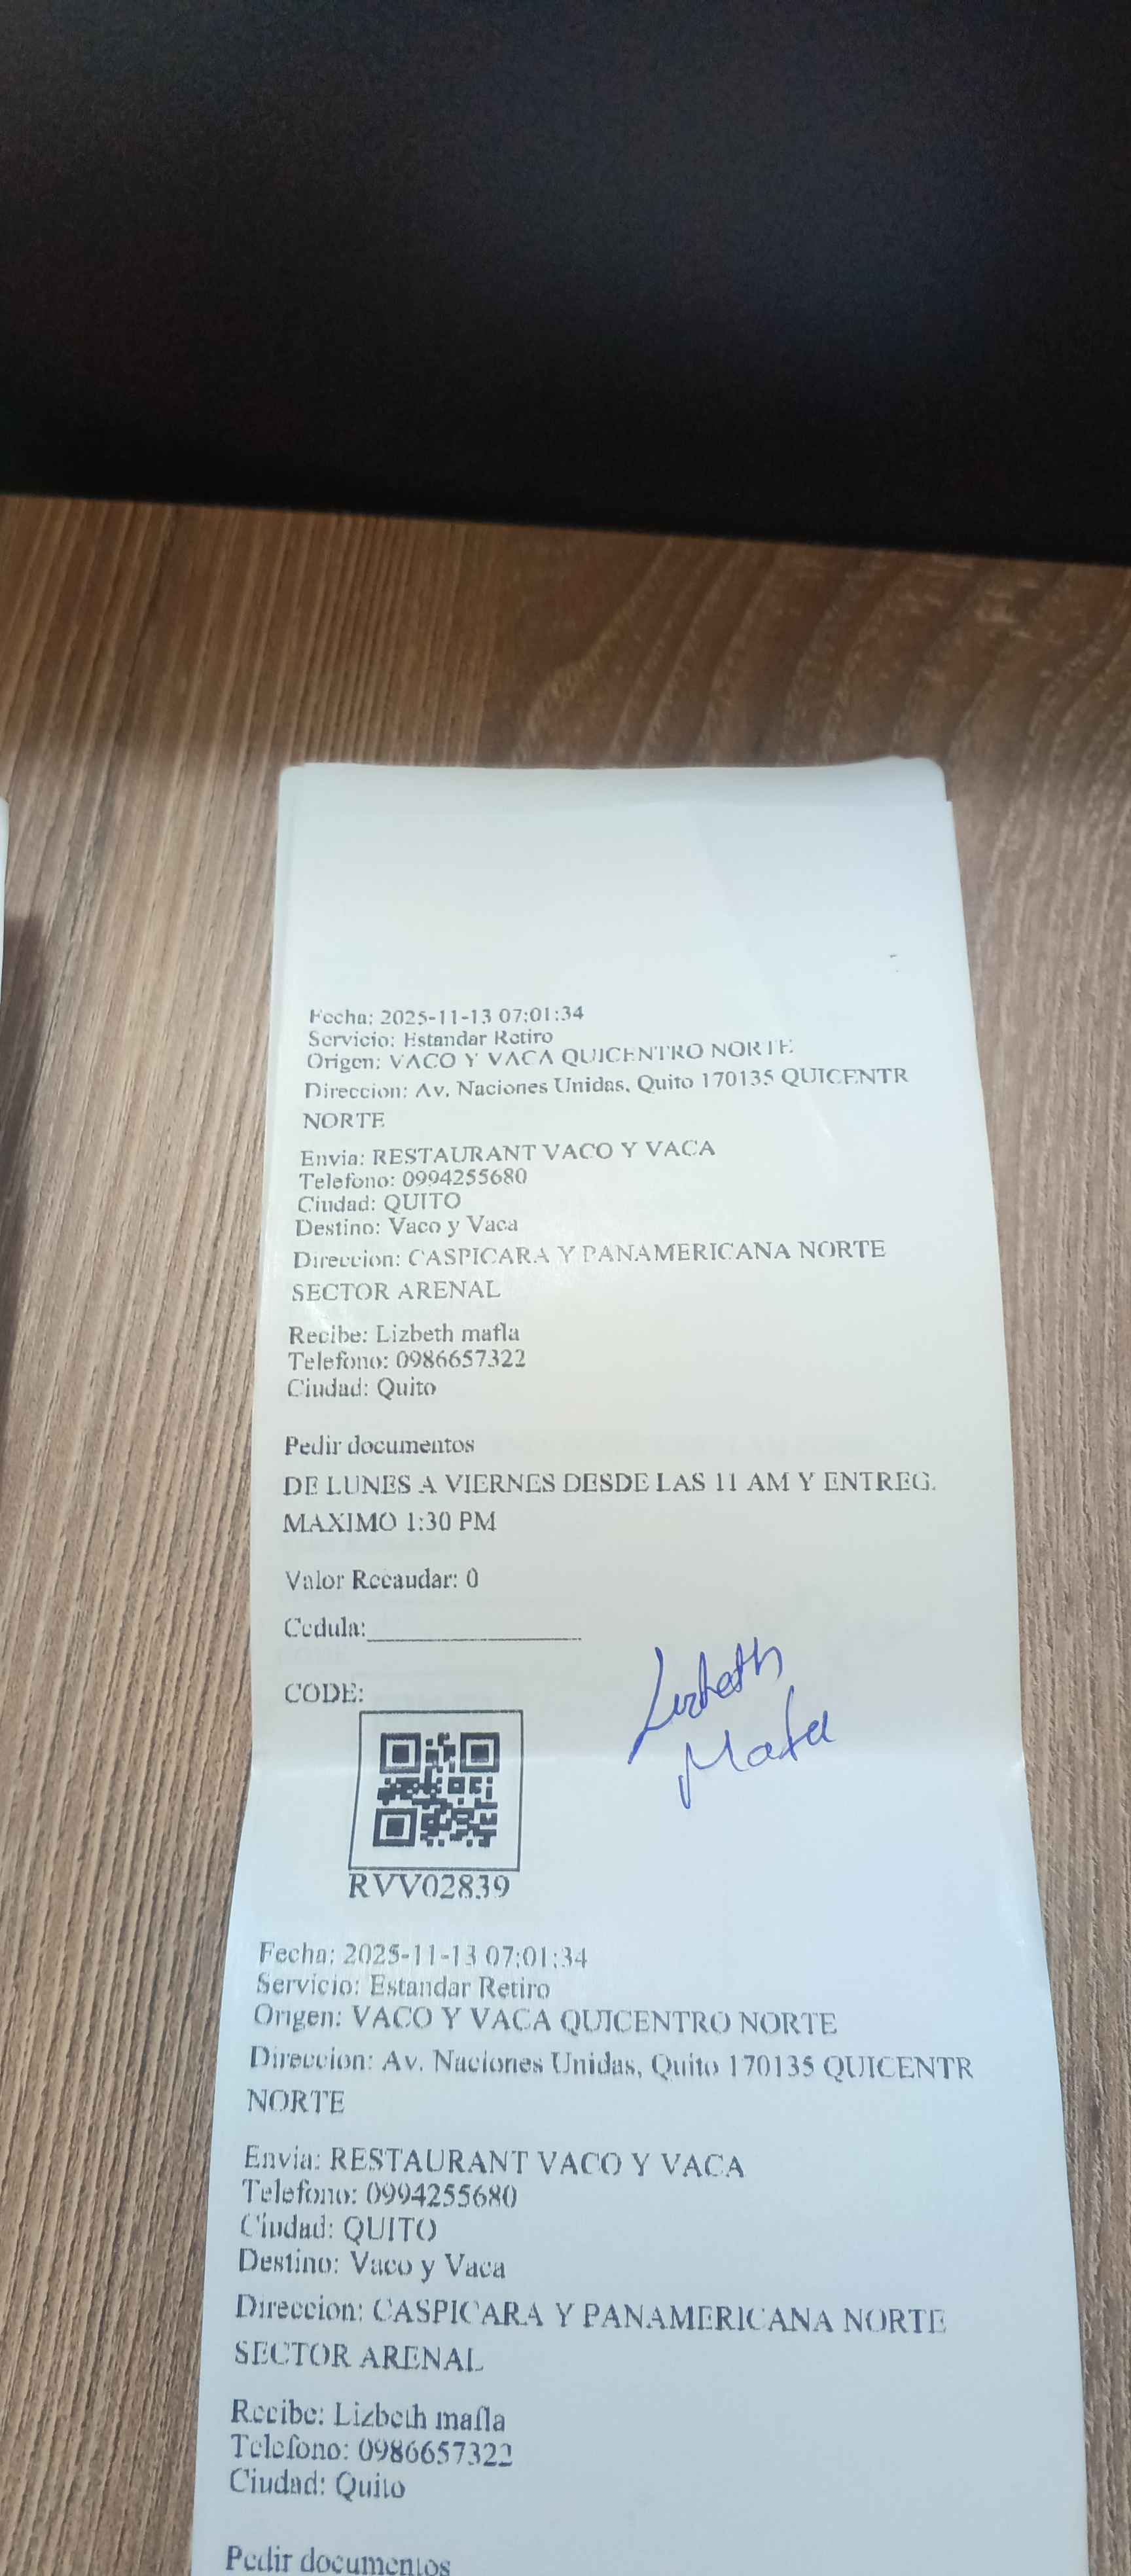 Fecha: 2025-11-13 07:01:34
Servicio: Estandar Retiro
Origen: VACO Y VACA QUICENTRO NORTE
Direccion: Av. Naciones Unidas, Quito 170135 QUICENTR
NORTE
Envia: RESTAURANT VACO Y VACA
Telefono: 0994255680
Ciudad: QUITO
Destino: Vaco y Vaca
Direccion: CASPICARA Y PANAMERICANA NORTE
SECTOR ARENAL
Recibe: Lizbeth mafla
Telefono: 0986657322
Ciudad: Quito
Pedir documentos
DE LUNES A VIERNES DESDE LAS 11 AM Y ENTREG.
MAXIMO 1:30 PM
Valor Recaudar: 0
Cedula:
Lizbeth
Mafla
CODE:
RVV02839
Fecha: 2025-11-13 07:01:34
Servicio: Estandar Retiro
Origen: VACO Y VACA QUICENTRO NORTE
Direccion: Av. Naciones Unidas, Quito 170135 QUICENTR
NORTE
Envia: RESTAURANT VACO Y VACA
Telefono: 0994255680
Ciudad: QUITO
Destino: Vaco y Vaca
Direccion: CASPICARA Y PANAMERICANA NORTE
SECTOR ARENAL
Recibe: Lizbeth mafla
Telefono: 0986657322
Ciudad: Quito
Pedir documentos